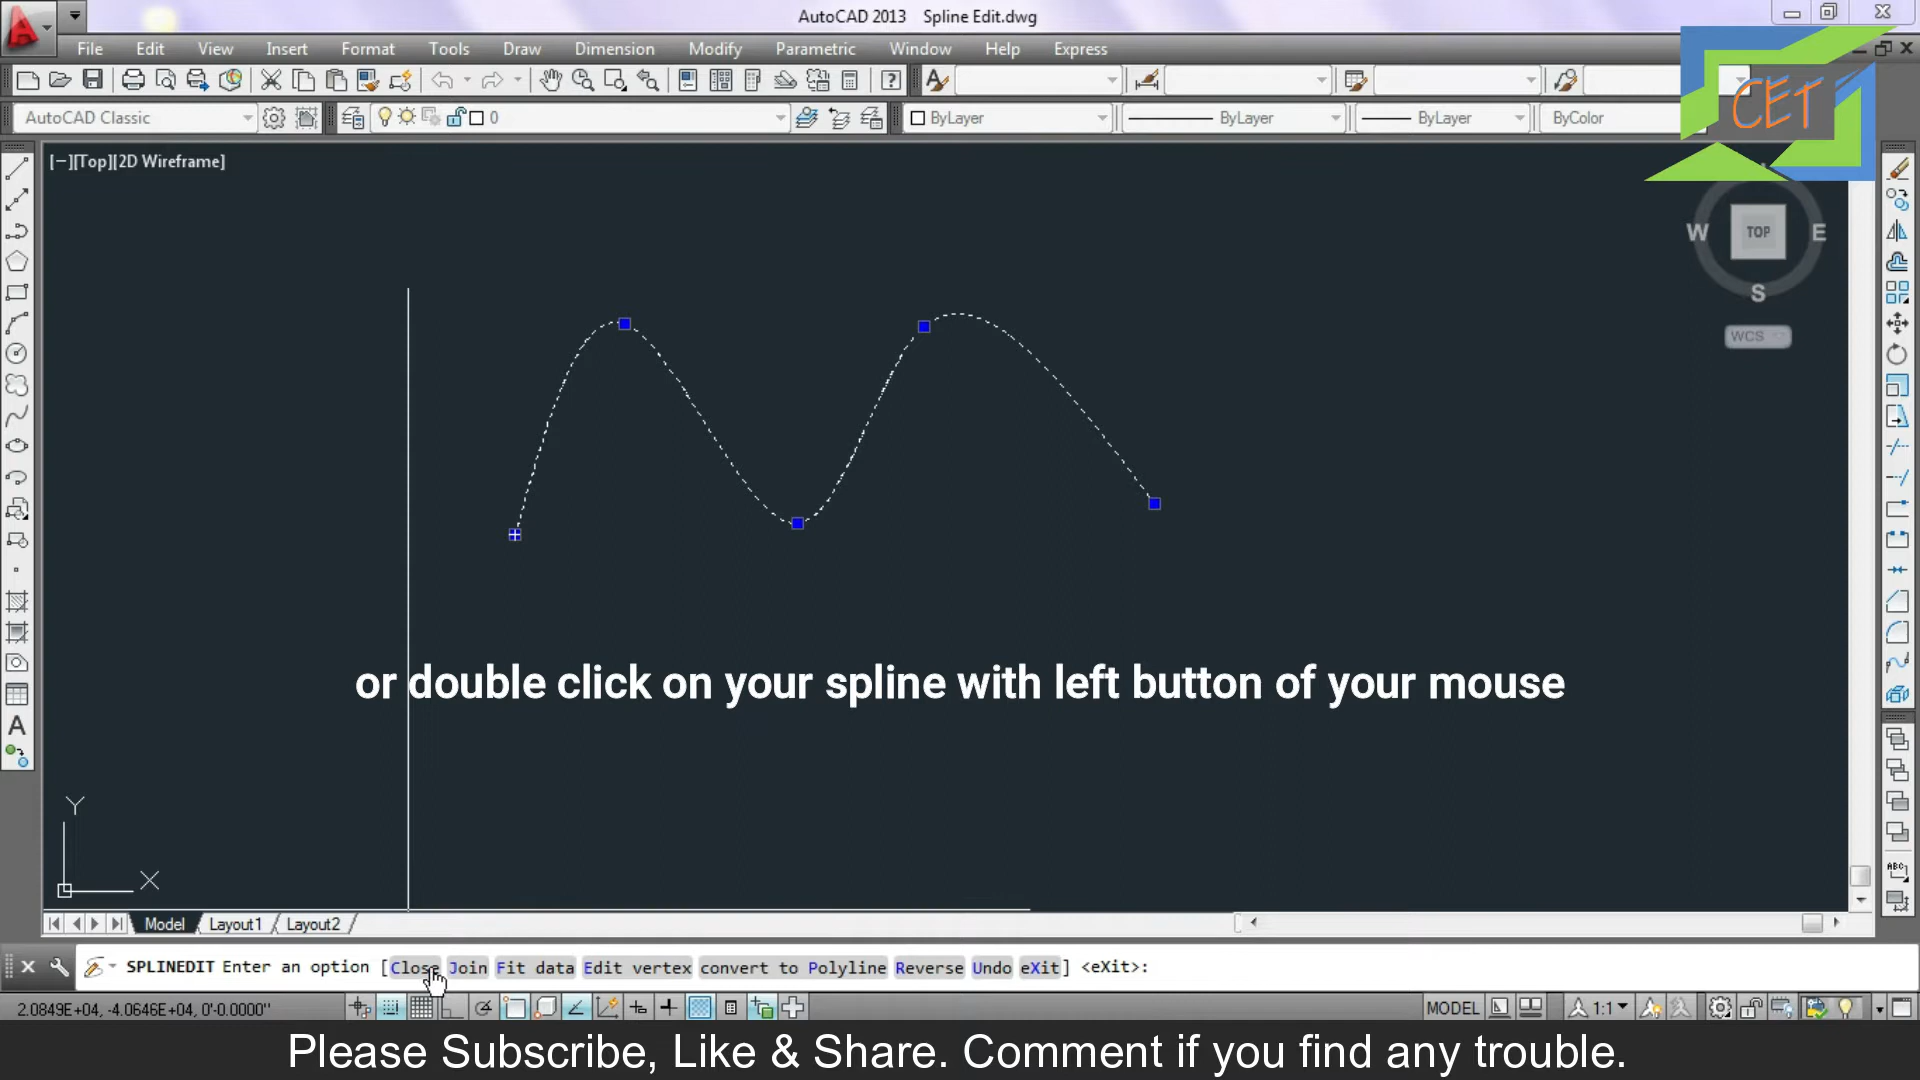 AutoCAD 2013 Spline Edit.dwg
File Edit View Insert Format Tools Draw Dimension Modify Parametric Window Help Express
AutoCAD Classic 0 ByLayer ByLayer ByLayer ByColor
CET
[−][Top][2D Wireframe]
W TOP E
S
WCS
or double click on your spline with left button of your mouse
A
ABC
Y
X
Model Layout1 Layout2
SPLINEDIT Enter an option [Close Join Fit data Edit vertex convert to Polyline Reverse Undo eXit] <eXit>:
2.0849E+04, -4.0646E+04, 0'-0.0000" MODEL 1:1
Please Subscribe, Like & Share. Comment if you find any trouble.